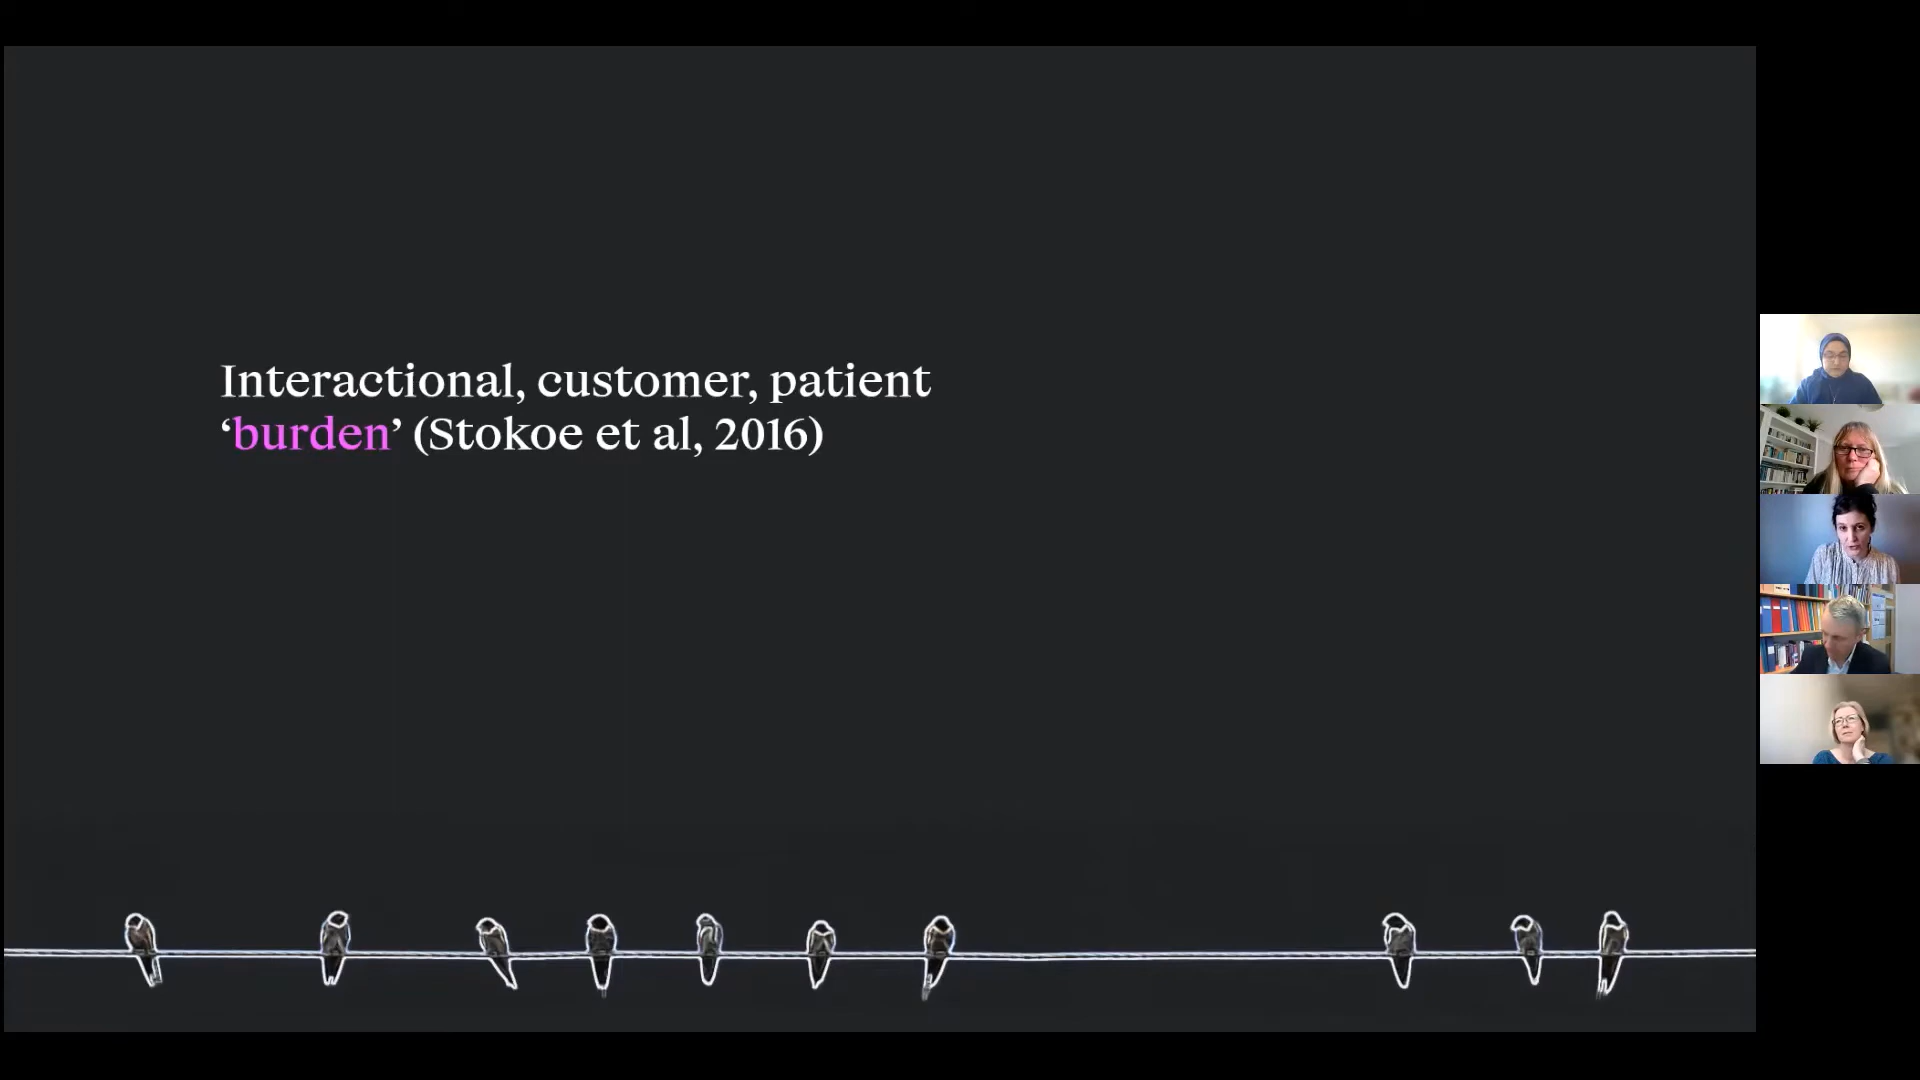 Interactional, customer, patient
‘burden’ (Stokoe et al, 2016)